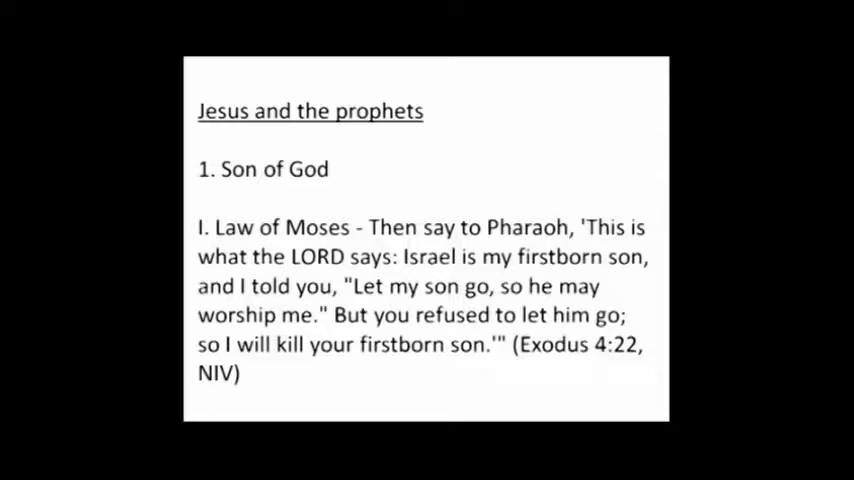 Jesus and the prophets
1. Son of God
I. Law of Moses - Then say to Pharaoh, 'This is
what the LORD says: Israel is my firstborn son,
and I told you, "Let my son go, so he may
worship me." But you refused to let him go;
so I will kill your firstborn son.'" (Exodus 4:22,
NIV)